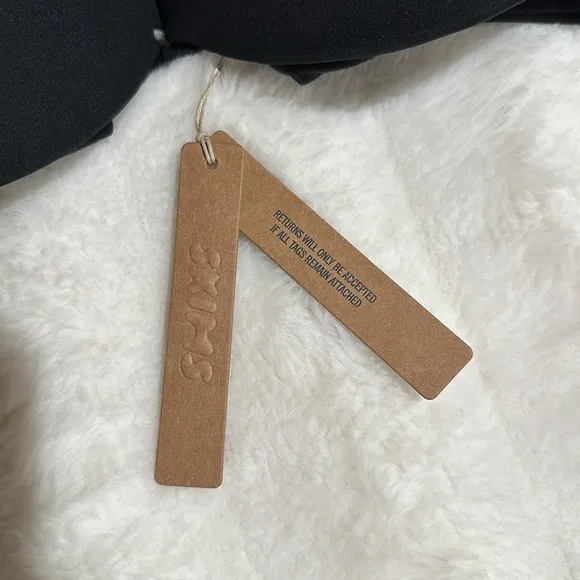 SKIMS
RETURNS WILL ONLY BE ACCEPTED
IF ALL TAGS REMAIN ATTACHED